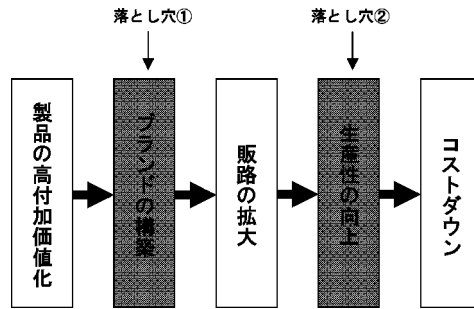 落とし穴①
落とし穴②
製品の高付加価値化
ブランドの構築
販路の拡大
生産性の向上
コストダウン